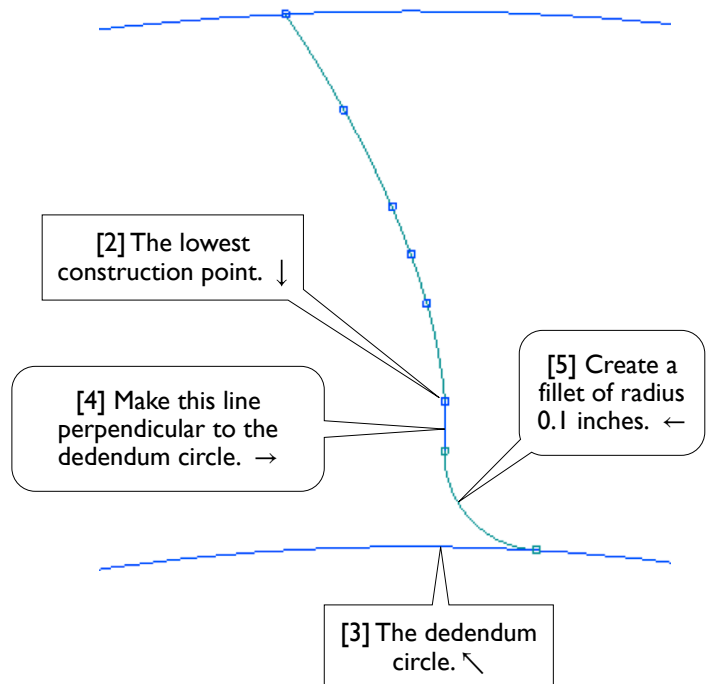 [2] The lowest
construction point. ↓
[4] Make this line
perpendicular to the
dedendum circle. →
[5] Create a
fillet of radius
0.1 inches. ←
[3] The dedendum
circle. ↖